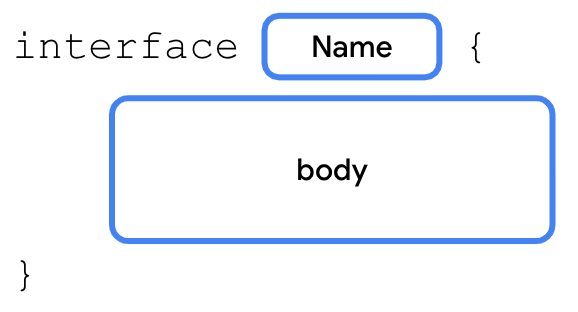 interface Name {
body
}